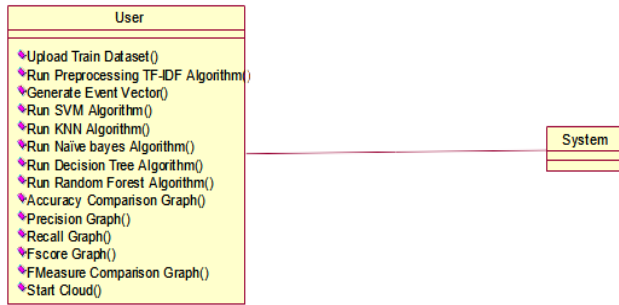 User
Upload Train Dataset()
Run Preprocessing TF-IDF Algorithm()
Generate Event Vector()
Run SVM Algorithm()
Run KNN Algorithm()
Run Naïve bayes Algorithm()
Run Decision Tree Algorithm()
Run Random Forest Algorithm()
Accuracy Comparison Graph()
Precision Graph()
Recall Graph()
Fscore Graph()
FMeasure Comparison Graph()
Start Cloud()
System